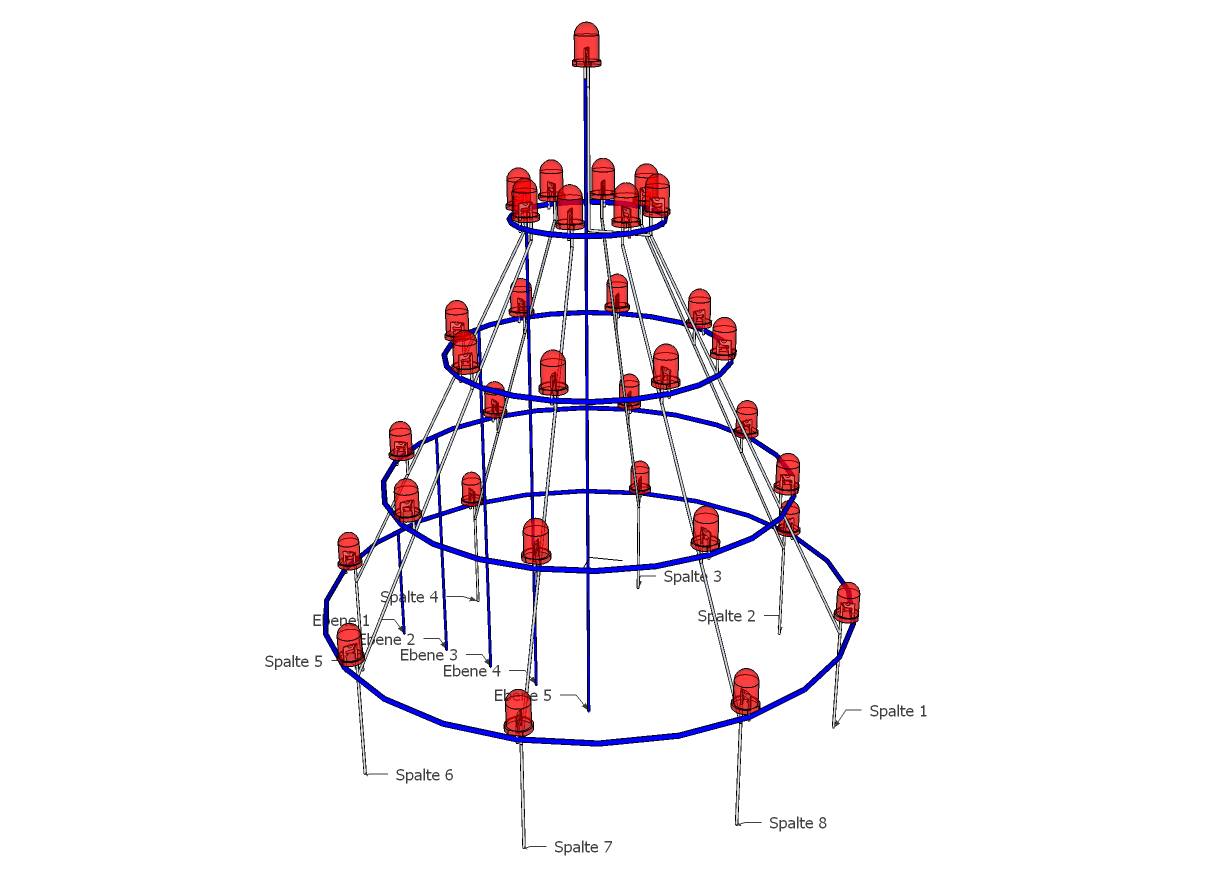 Spalte 3
Spalte 4
Spalte 2
Ebene 1
Ebene 2
Ebene 3
Spalte 5
Ebene 4
Ebene 5
Spalte 1
Spalte 6
Spalte 8
Spalte 7